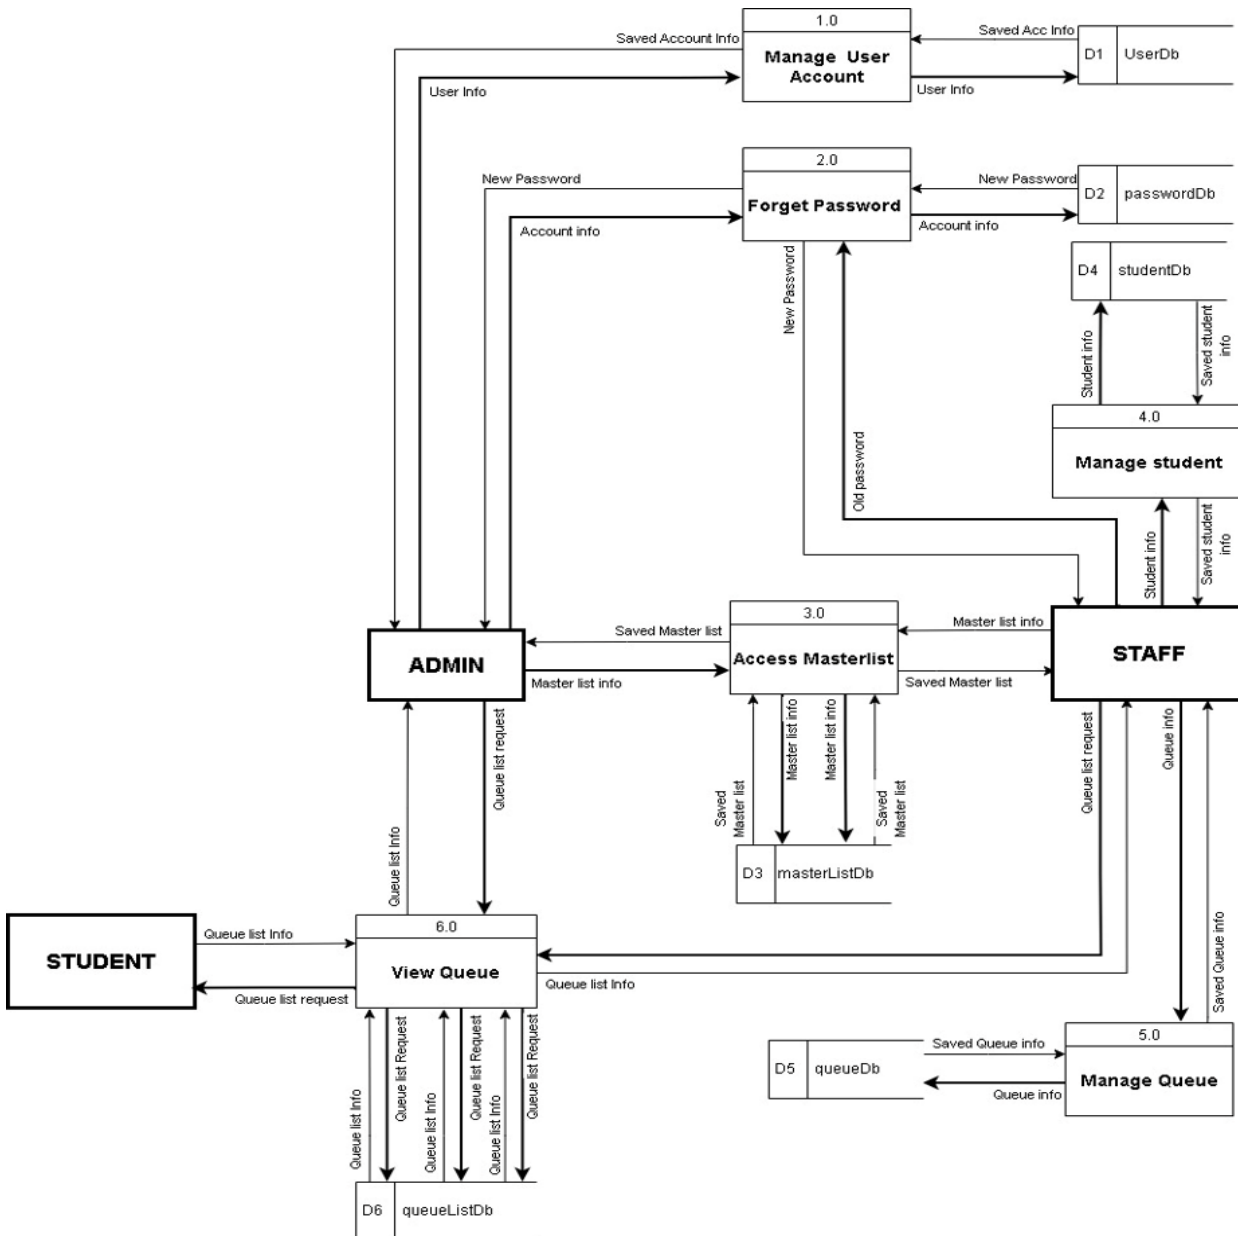 1.0
Saved Account Info
Saved Acc Info
Manage User
Account
D1
UserDb
User Info
User Info
2.0
New Password
New Password
Forget Password
D2
passwordDb
Account info
Account info
D4
studentDb
New Password
Student info
Saved student
info
4.0
Manage student
Old password
Student info
Saved student
info
3.0
Saved Master list
Master list info
ADMIN
Access Masterlist
STAFF
Master list info
Saved Master list
Queue list request
Master list info
Master list info
Queue list request
Queue info
Saved
Master list
Saved
Master list
Queue list Info
D3
masterListDb
Saved Queue info
6.0
Queue list Info
STUDENT
View Queue
Queue list Info
Queue list request
5.0
Saved Queue info
D5
queueDb
Manage Queue
Queue info
Queue list Info
Queue list Request
Queue list Info
Queue list Request
Queue list Info
Queue list Request
D6
queueListDb